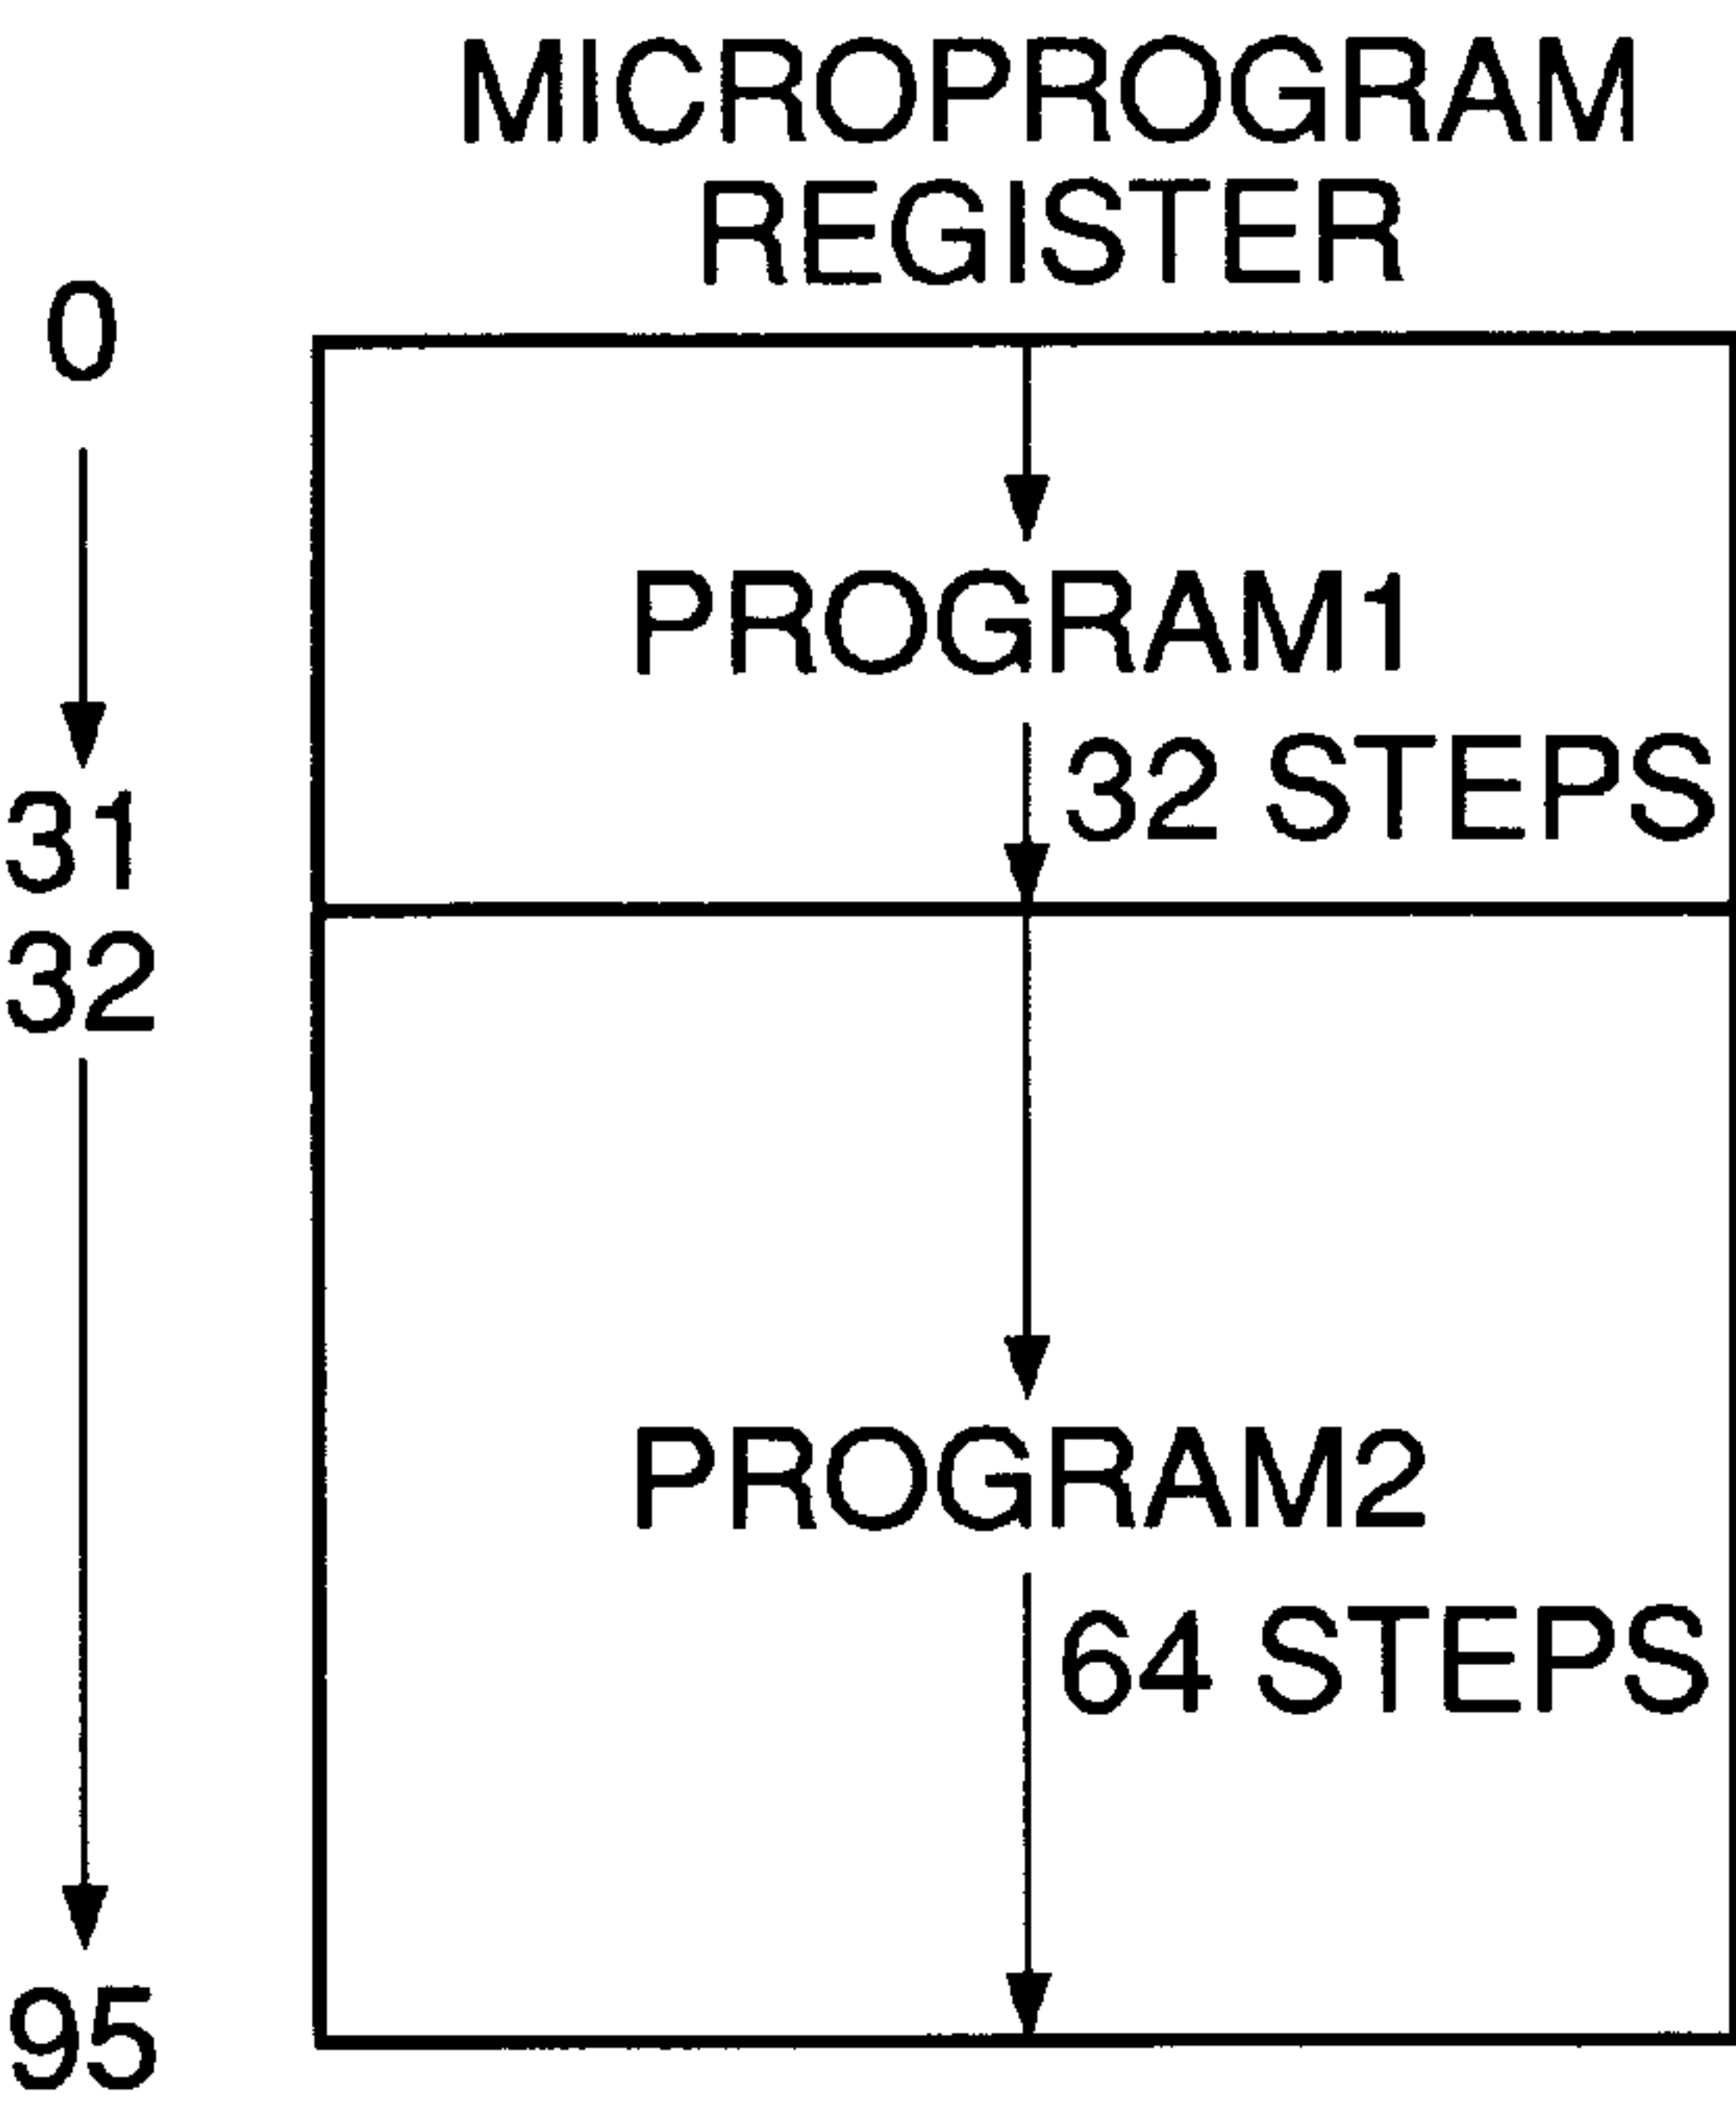 MICROPROGRAM
REGISTER
0
PROGRAM1
32 STEPS
31
32
PROGRAM2
64 STEPS
95